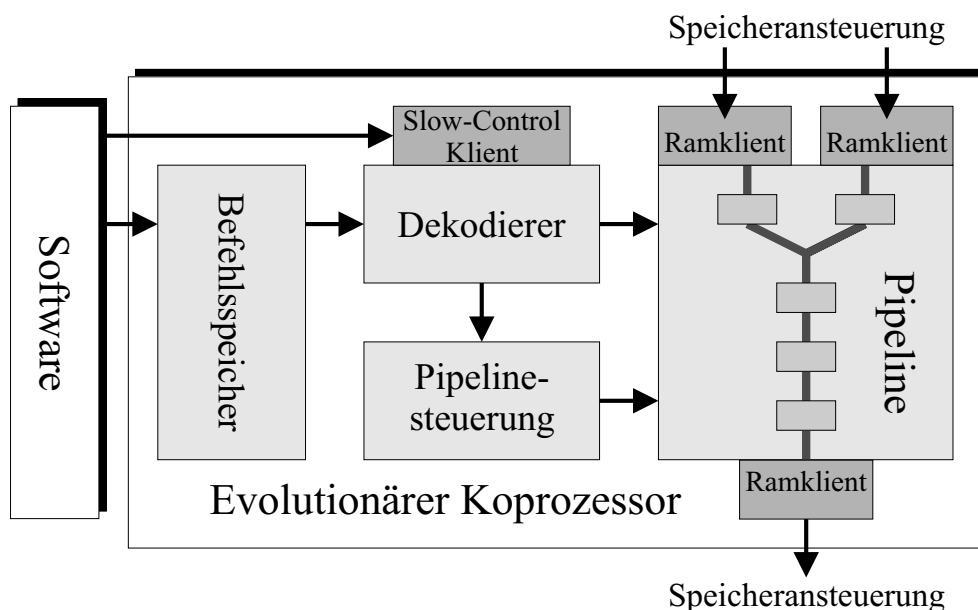 Speicheransteuerung
Slow-Control
Klient
Ramklient
Ramklient
Software
Befehlsspeicher
Dekodierer
Pipeline
Pipeline-
steuerung
Ramklient
Evolutionärer Koprozessor
Speicheransteuerung